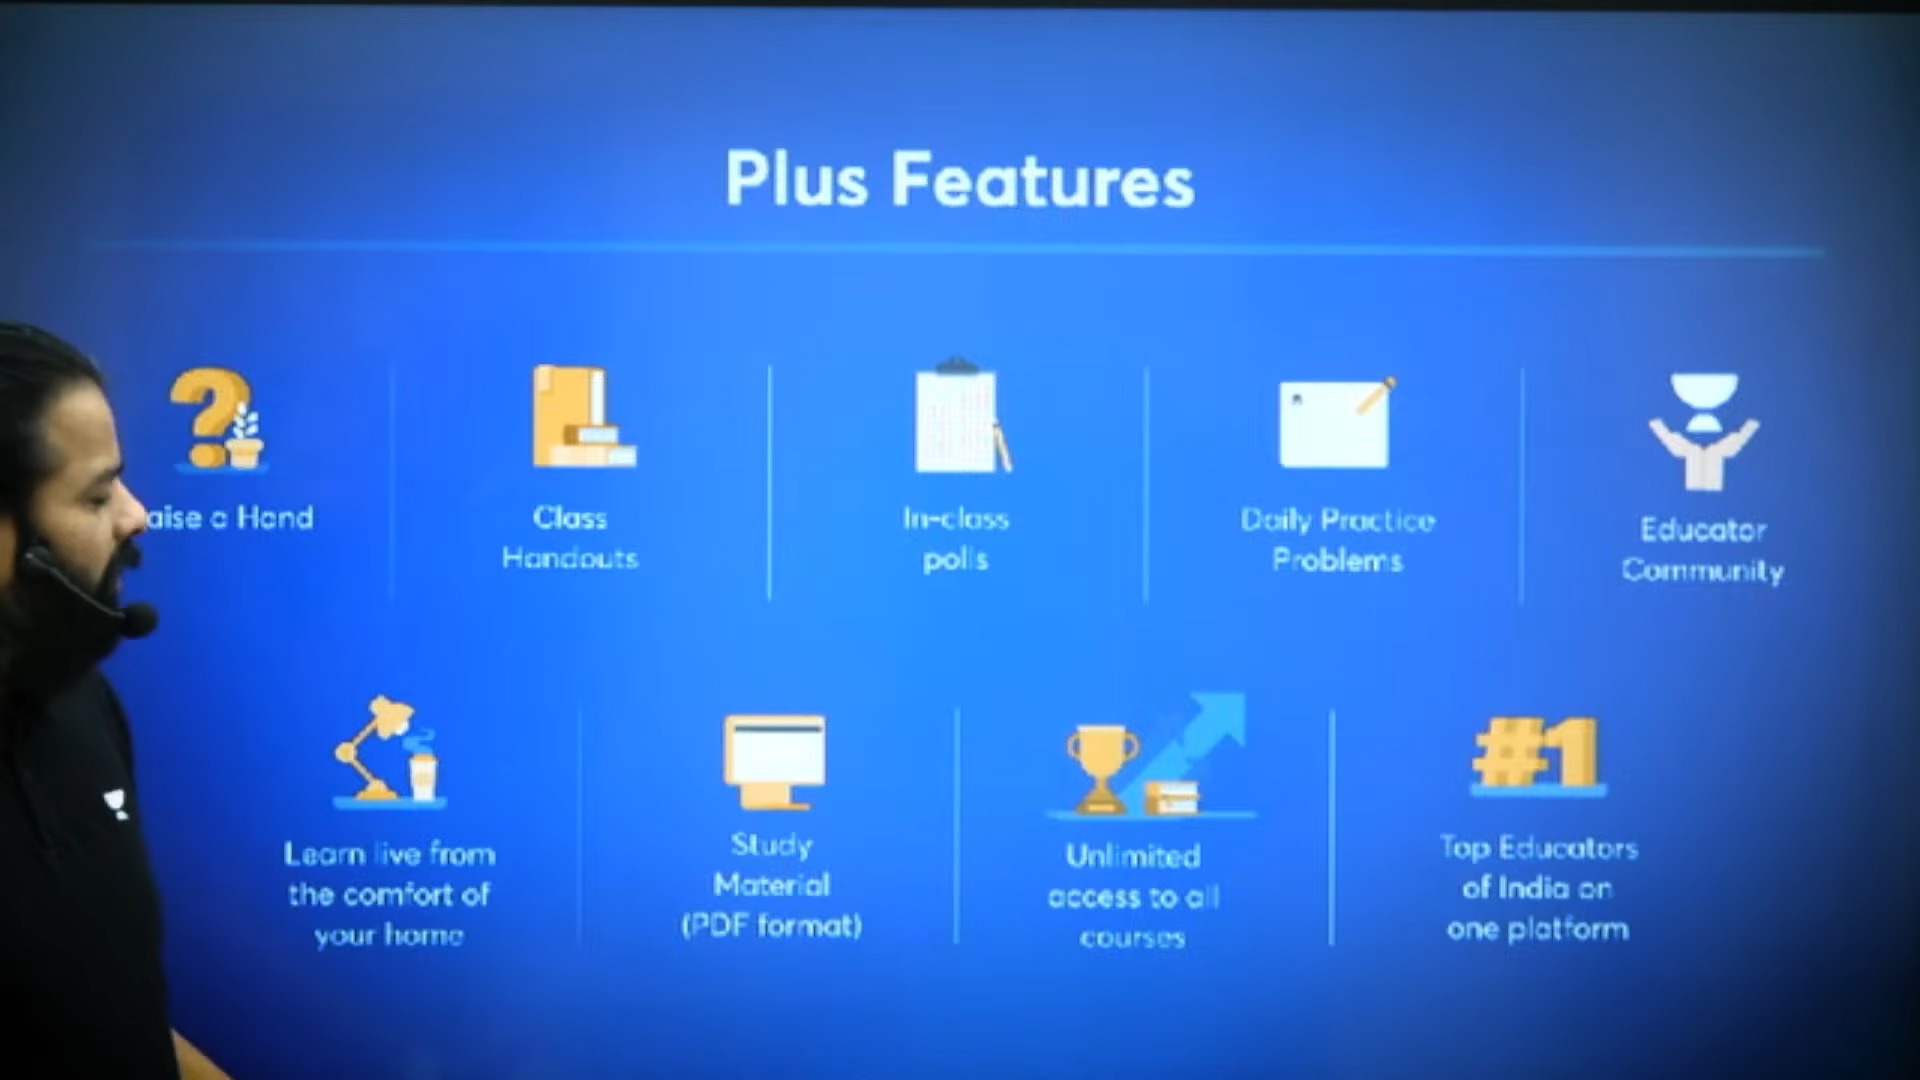 Plus Features
aise a Hand
Class
Handouts
In-class
polls
Daily Practice
Problems
Educator
Community
Learn live from
the comfort of
your home
Study
Material
(PDF format)
Unlimited
access to all
courses
#1
Top Educators
of India on
one platform